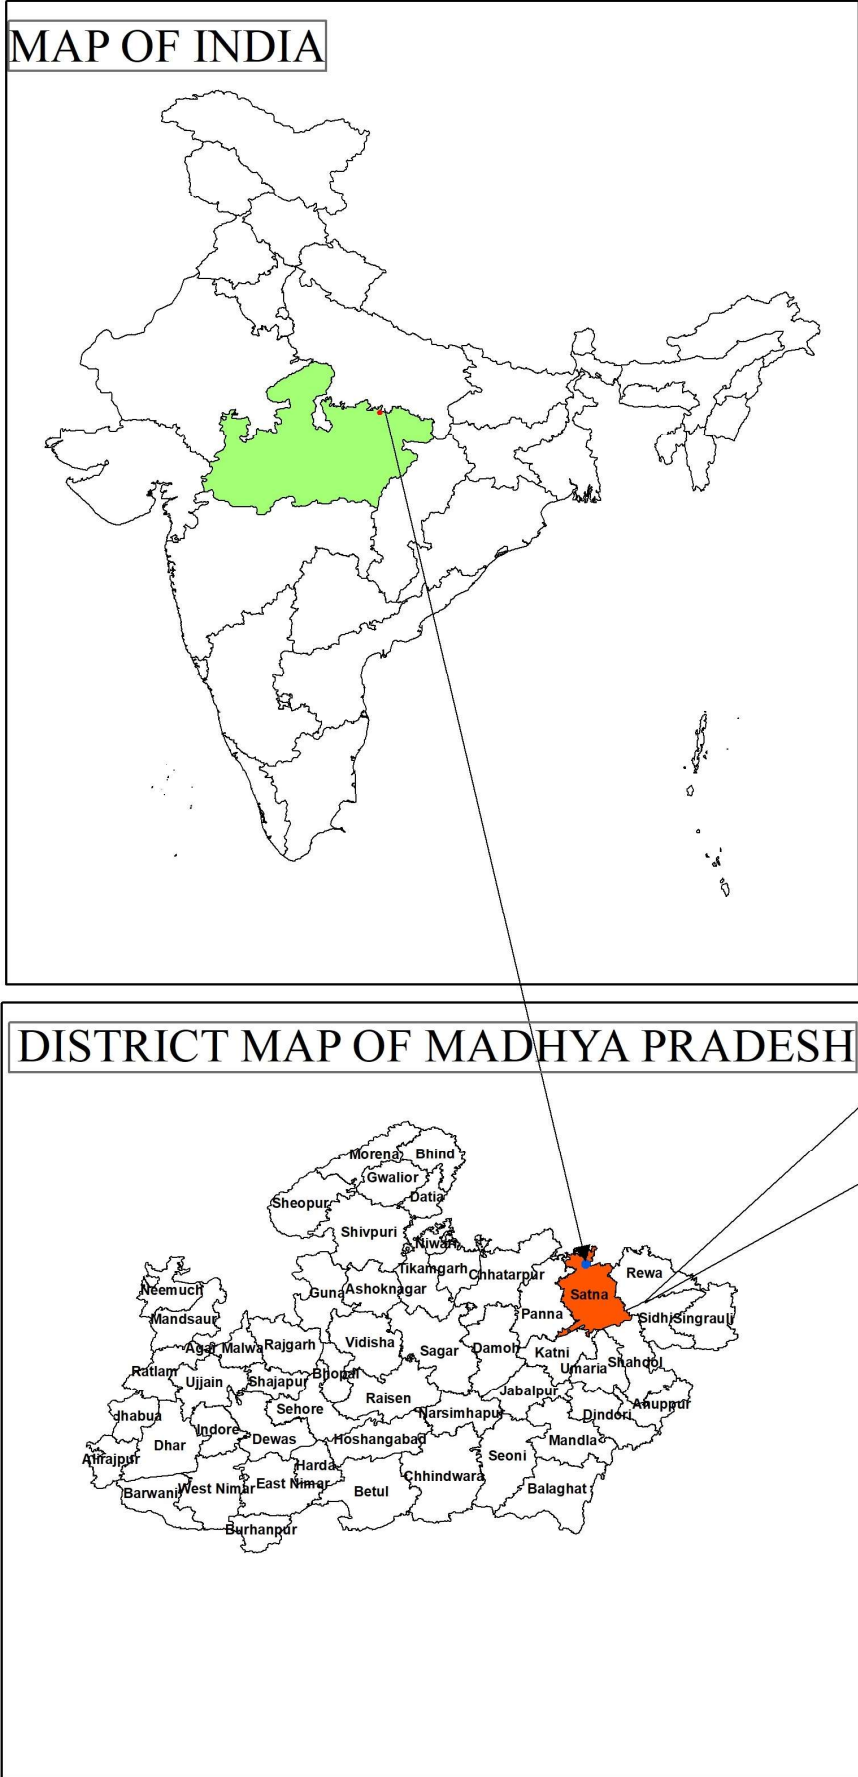 MAP OF INDIA
DISTRICT MAP OF MADHYA PRADESH
Morena
Bhind
Gwalior
Datia
Sheopur
Shivpuri
Niwari
Tikamgarh
Chhatarpur
Rewa
Neemuch
Guna
Ashoknagar
Satna
Panna
Mandsaur
Sidhi
Singrauli
Agar Malwa
Rajgarh
Vidisha
Sagar
Damoh
Katni
Umaria
Shahdol
Ratlam
Ujjain
Shajapur
Bhopal
Raisen
Jabalpur
Anuppur
Jhabua
Sehore
Narsimhapur
Dindori
Indore
Dhar
Dewas
Hoshangabad
Mandla
Alirajpur
Harda
Seoni
Chhindwara
Barwani
West Nimar
East Nimar
Betul
Balaghat
Burhanpur